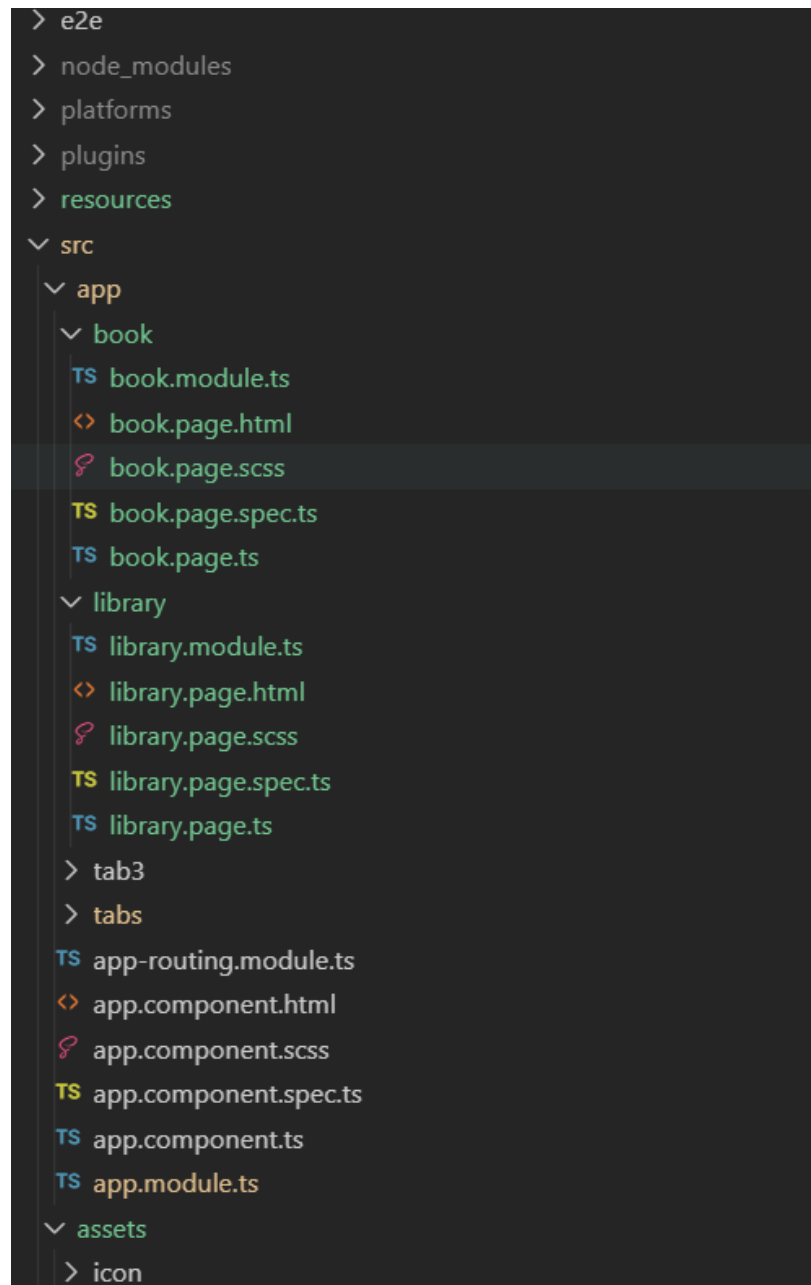 e2e
node_modules
platforms
plugins
resources
src
app
book
TS book.module.ts
<> book.page.html
book.page.scss
TS book.page.spec.ts
TS book.page.ts
library
TS library.module.ts
<> library.page.html
library.page.scss
TS library.page.spec.ts
TS library.page.ts
tab3
tabs
TS app-routing.module.ts
<> app.component.html
app.component.scss
TS app.component.spec.ts
TS app.component.ts
TS app.module.ts
assets
icon